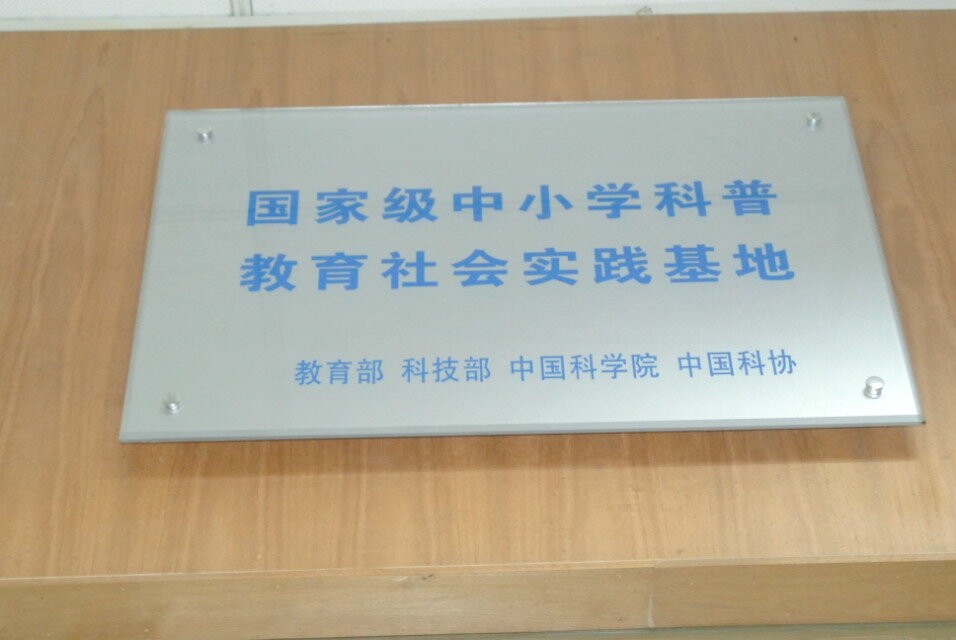 国家级中小学科普
教育社会实践基地
教育部 科技部 中国科学院 中国科协